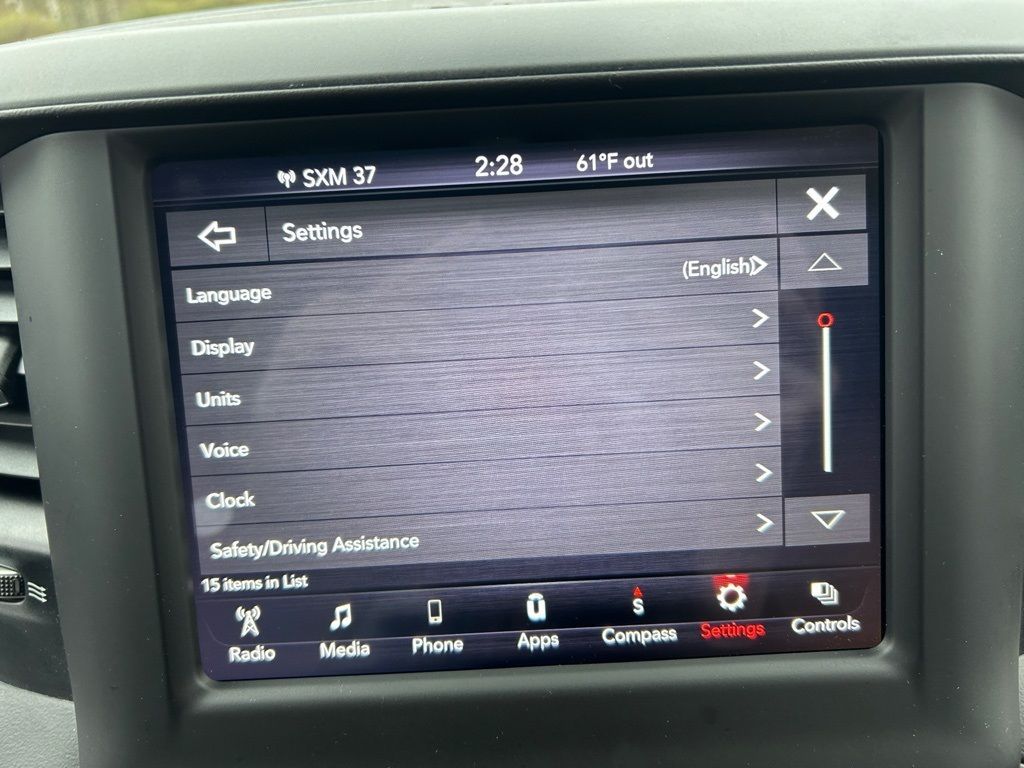 SXM 37 2:28 61°F out
Settings
Language (English)
Display
Units
Voice
Clock
Safety/Driving Assistance
15 items in List
Radio Media Phone Apps S Compass Settings Controls